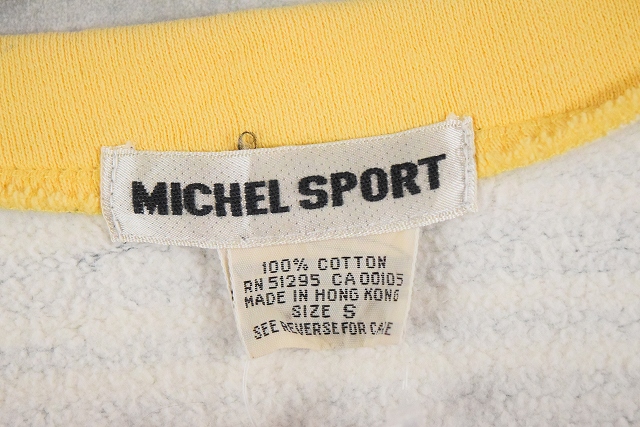 MICHEL SPORT
100% COTTON
RN 51295 CA 00105
MADE IN HONG KONG
SIZE S
SEE REVERSE FOR CARE